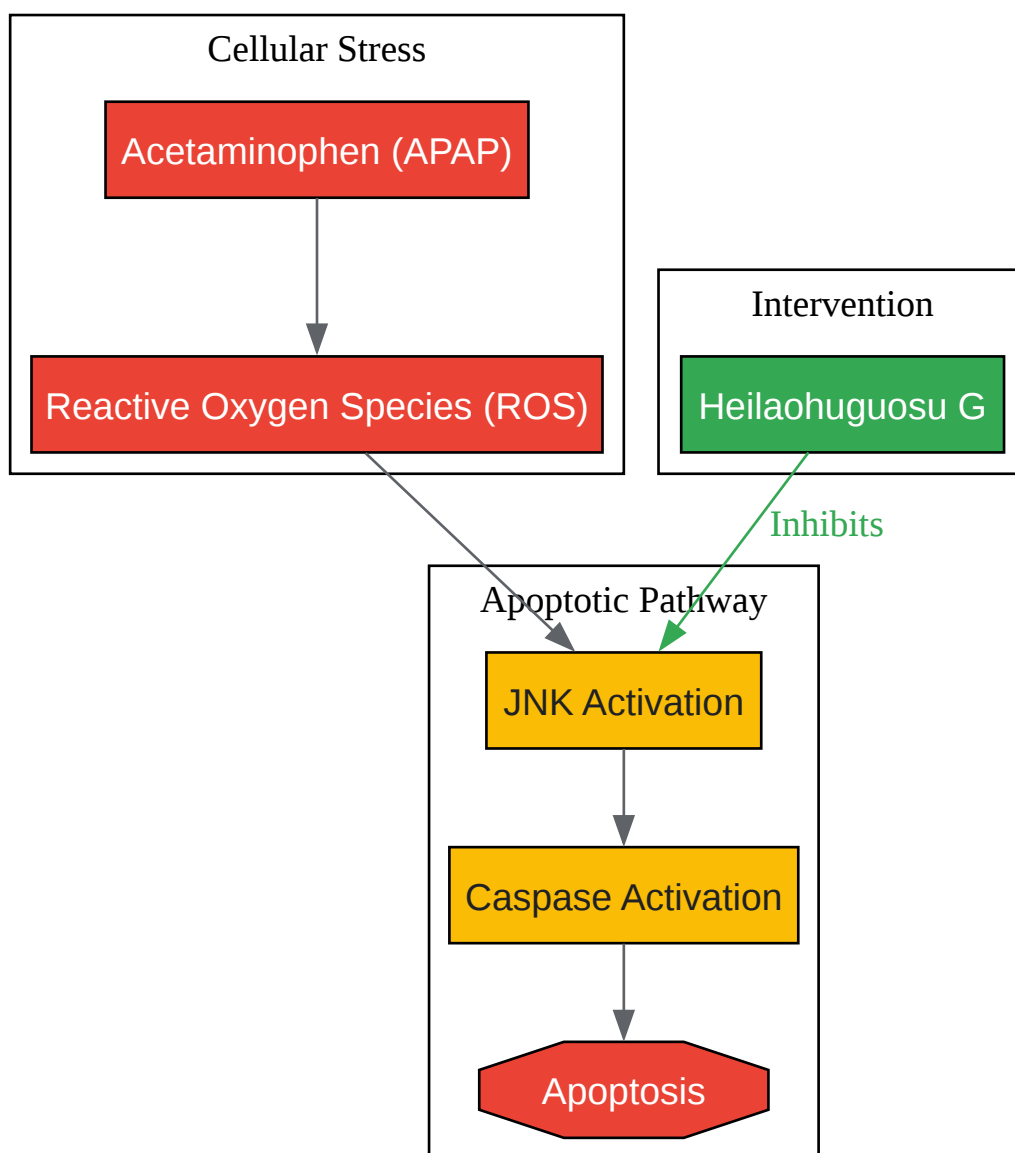 Cellular Stress
Acetaminophen (APAP)
Reactive Oxygen Species (ROS)
Intervention
Heilaohuguosu G
Inhibits
Apoptotic Pathway
JNK Activation
Caspase Activation
Apoptosis